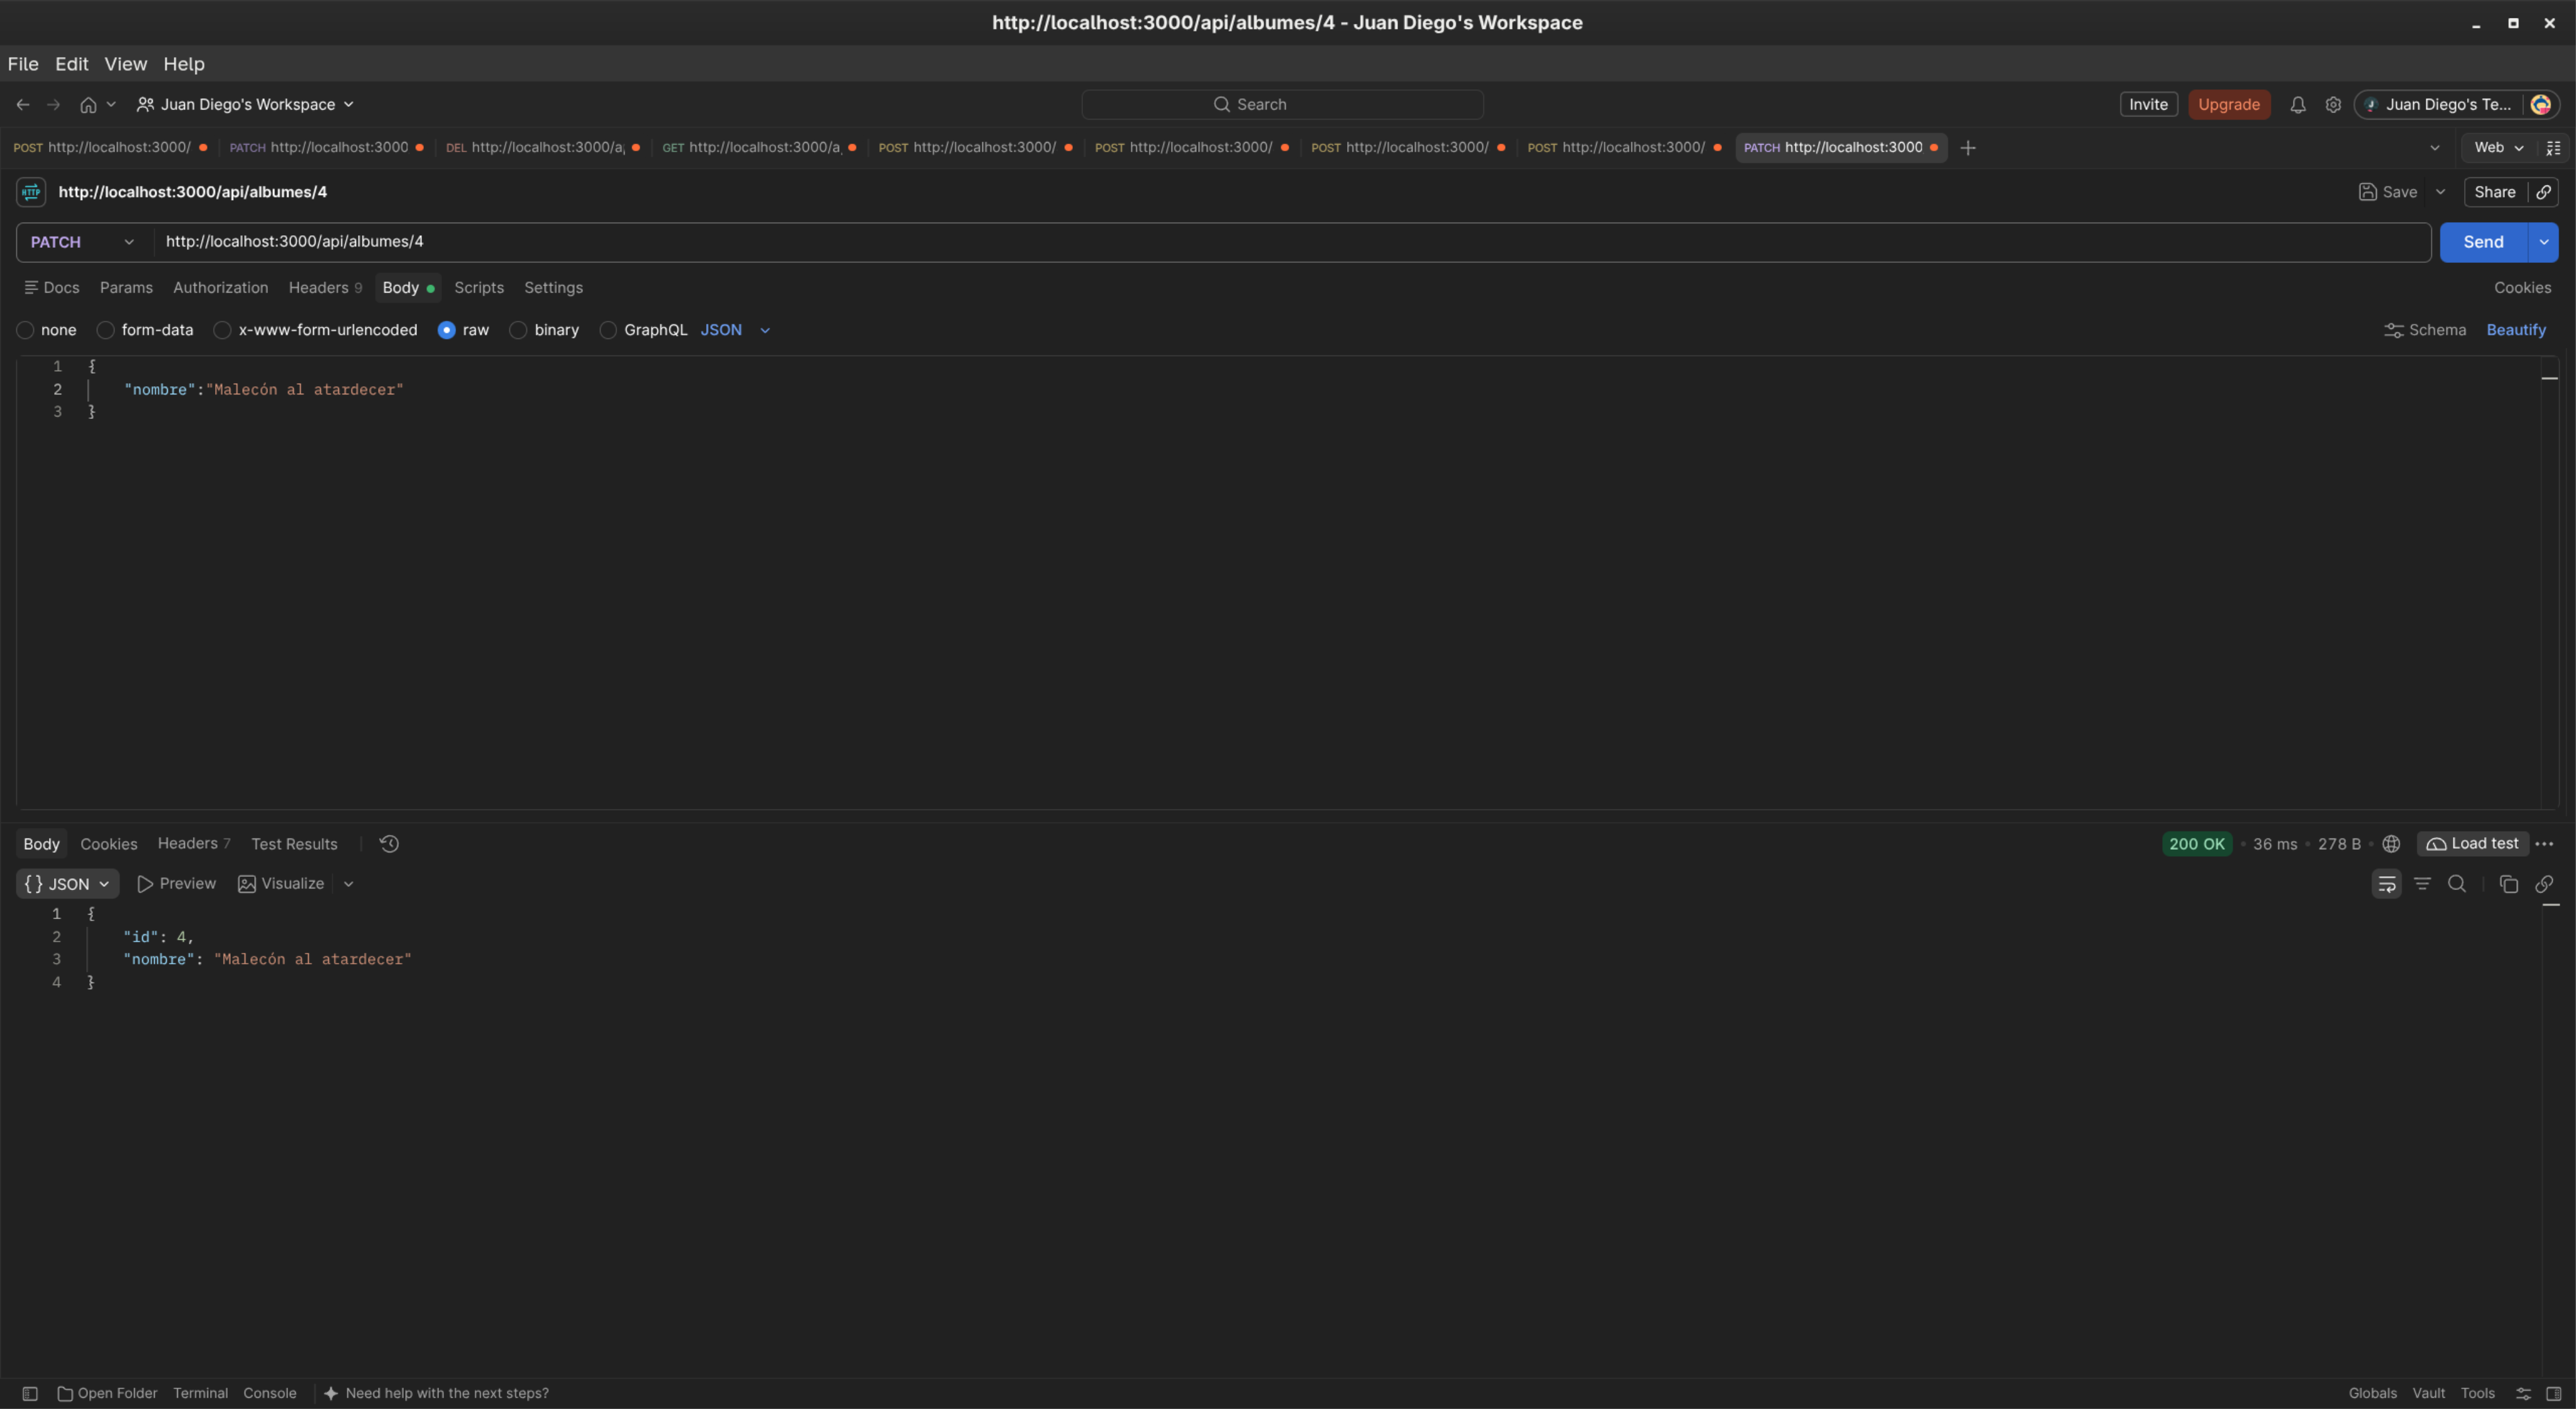 http://localhost:3000/api/albumes/4 - Juan Diego's Workspace
File Edit View Help
Juan Diego's Workspace
Search
Invite Upgrade Juan Diego's Te...
POST http://localhost:3000/ PATCH http://localhost:3000 DEL http://localhost:3000/a GET http://localhost:3000/a POST http://localhost:3000/ POST http://localhost:3000/ POST http://localhost:3000/ POST http://localhost:3000/ PATCH http://localhost:3000 Web
HTTP http://localhost:3000/api/albumes/4 Save Share
PATCH http://localhost:3000/api/albumes/4 Send
Docs Params Authorization Headers 9 Body Scripts Settings Cookies
none form-data x-www-form-urlencoded raw binary GraphQL JSON Schema Beautify
1 {
2 "nombre":"Malecón al atardecer"
3 }
Body Cookies Headers 7 Test Results 200 OK • 36 ms • 278 B • Load test
{} JSON Preview Visualize
1 {
2 "id": 4,
3 "nombre": "Malecón al atardecer"
4 }
Open Folder Terminal Console Need help with the next steps? Globals Vault Tools